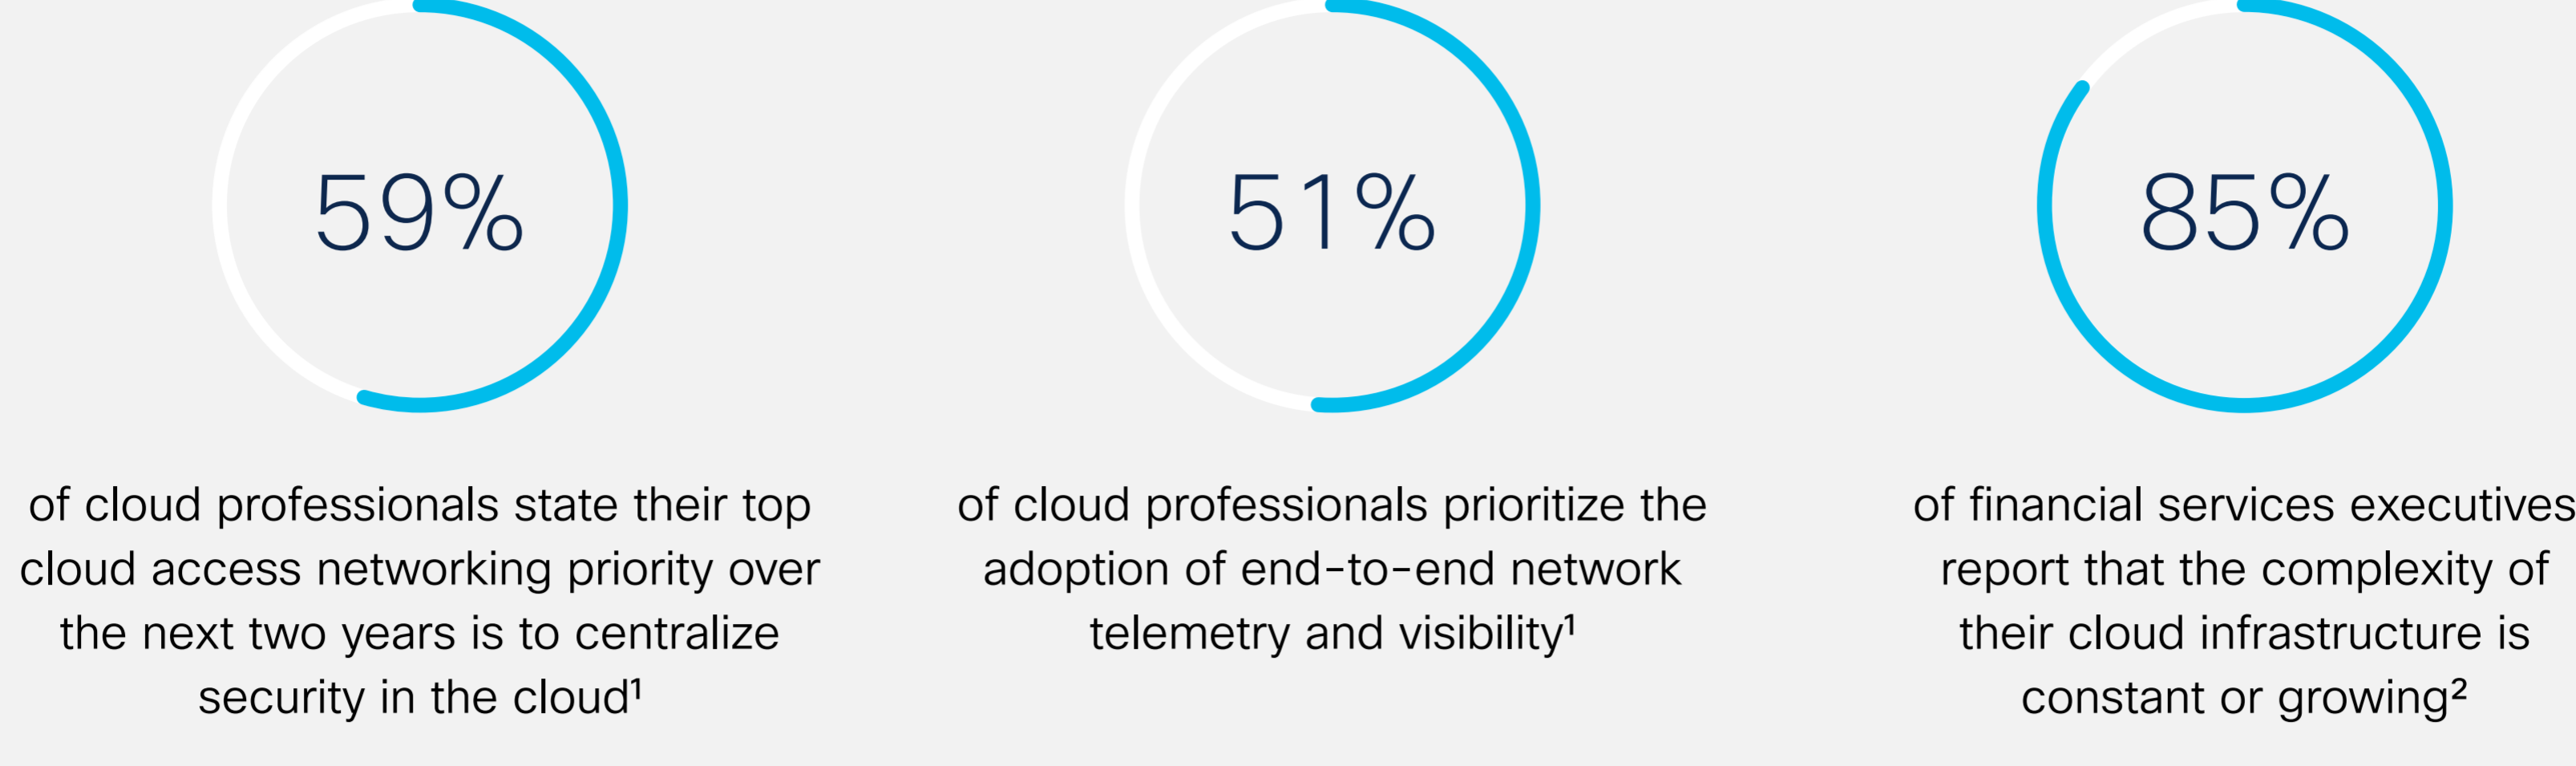 59%
of cloud professionals state their top
cloud access networking priority over
the next two years is to centralize
security in the cloud¹
51%
of cloud professionals prioritize the
adoption of end-to-end network
telemetry and visibility¹
85%
of financial services executives
report that the complexity of
their cloud infrastructure is
constant or growing²